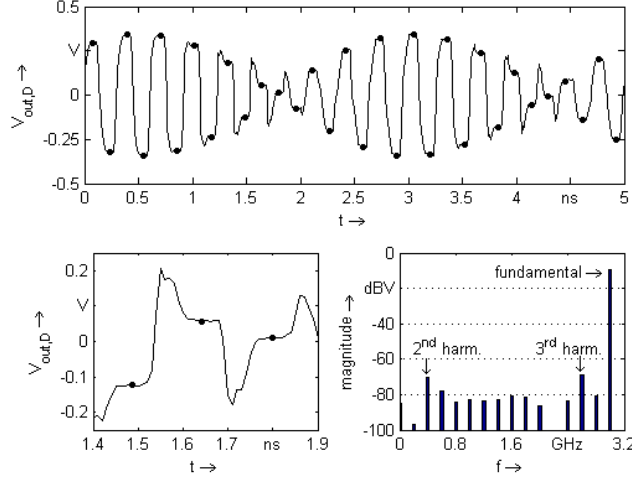 0.5
V
0.25
0
-0.25
-0.5
V_out,D →
0 0.5 1 1.5 2 2.5 3 3.5 4 ns 5
t →
0.2
V
0.1
0
-0.1
-0.2
V_out,D →
1.4 1.5 1.6 1.7 ns 1.9
t →
0
dBV
-40
-60
-80
-100
magnitude →
fundamental →
2nd harm.
3rd harm.
0 0.8 1.6 GHz 3.2
f →